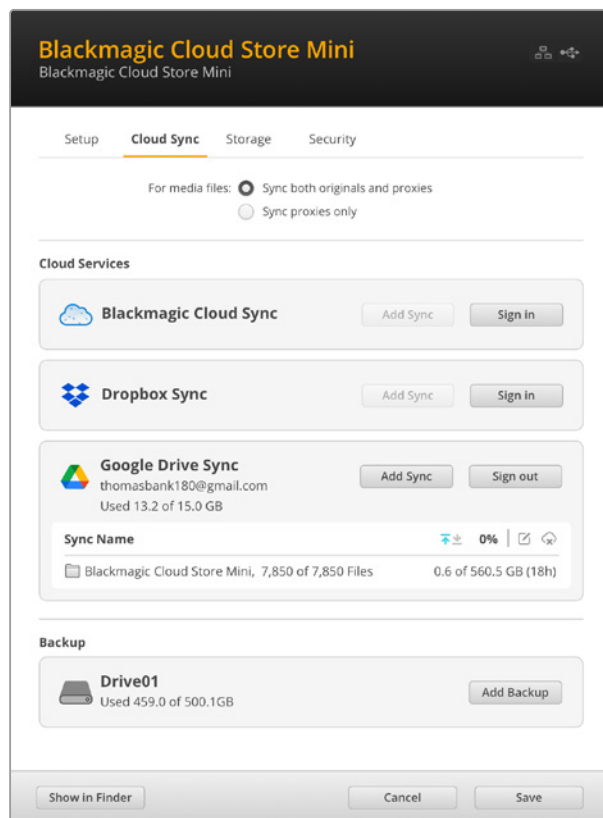 Blackmagic Cloud Store Mini
Blackmagic Cloud Store Mini
Setup Cloud Sync Storage Security
For media files: Sync both originals and proxies
Sync proxies only
Cloud Services
Blackmagic Cloud Sync Add Sync Sign in
Dropbox Sync Add Sync Sign in
Google Drive Sync Add Sync Sign out
thomasbank180@gmail.com
Used 13.2 of 15.0 GB
Sync Name 0%
Blackmagic Cloud Store Mini, 7,850 of 7,850 Files 0.6 of 560.5 GB (18h)
Backup
Drive01 Add Backup
Used 459.0 of 500.1GB
Show in Finder Cancel Save